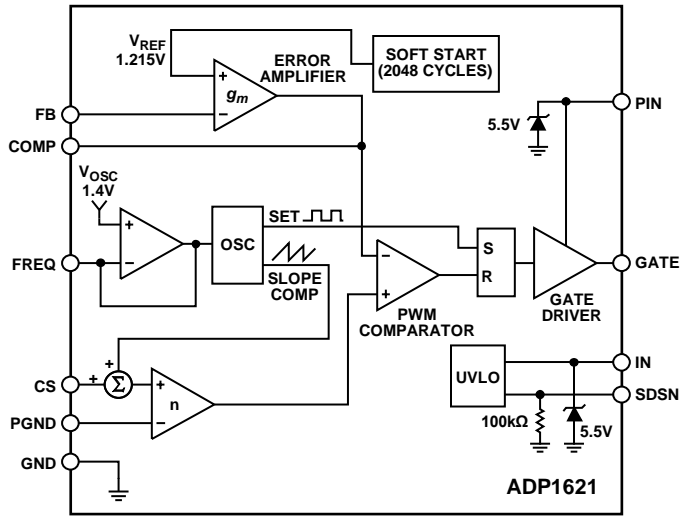 V_REF
1.215V
ERROR
AMPLIFIER
SOFT START
(2048 CYCLES)
+
g_m
−
FB
COMP
5.5V
PIN
V_OSC
1.4V
+
−
FREQ
OSC
SET
SLOPE
COMP
−
+
PWM
COMPARATOR
S
R
GATE
DRIVER
GATE
+
+
Σ
CS
+
n
−
PGND
GND
UVLO
IN
SDSN
100kΩ
5.5V
ADP1621